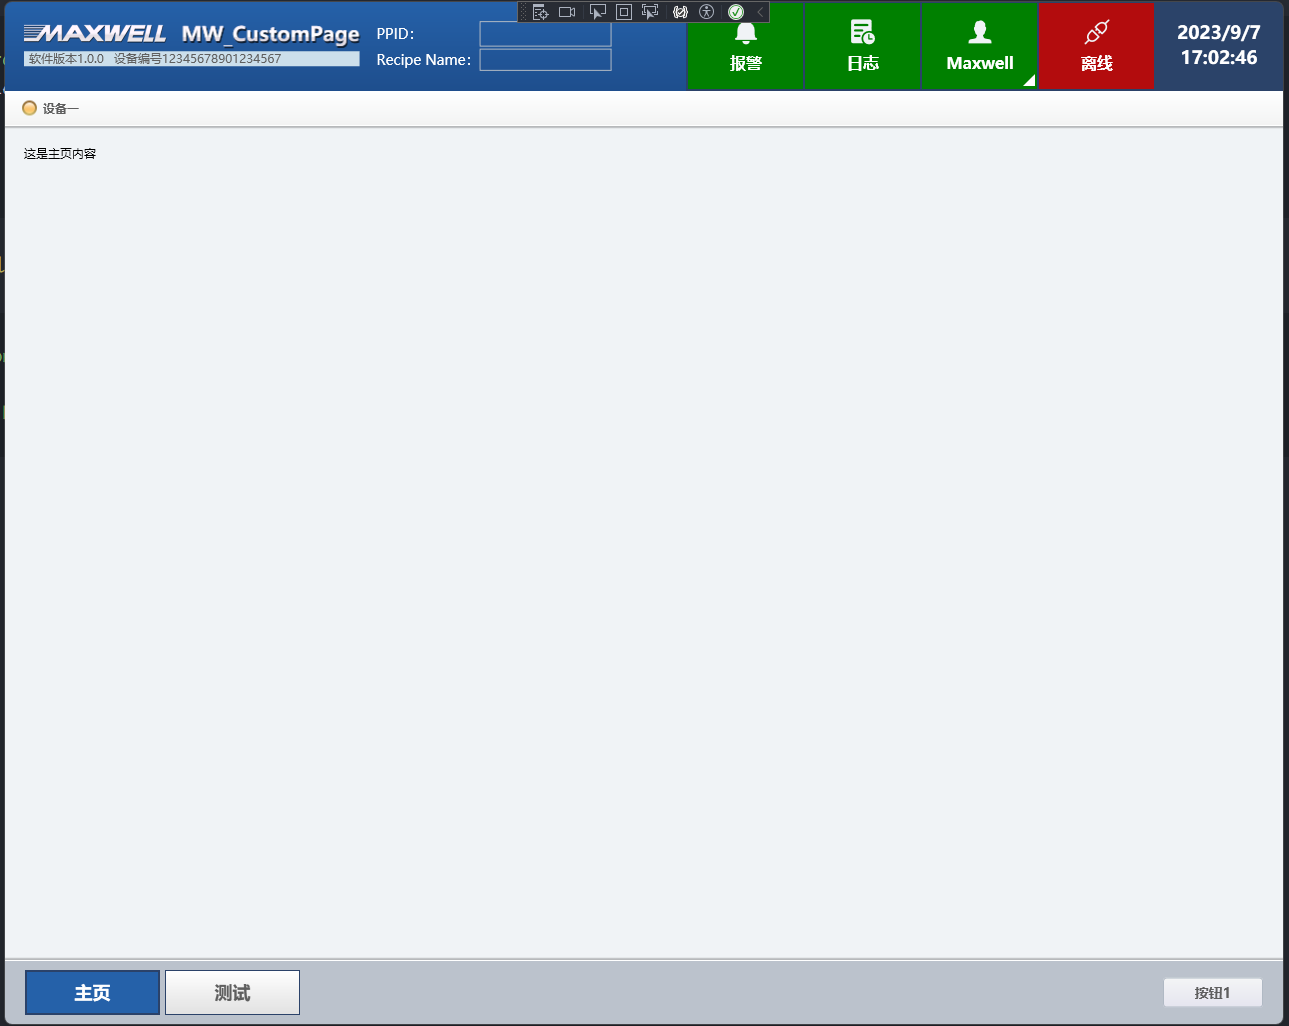 MAXWELL MW_CustomPage
软件版本1.0.0 设备编号12345678901234567
PPID:
Recipe Name:
报警
日志
Maxwell
离线
2023/9/7
17:02:46
设备一
这是主页内容
主页
测试
按钮1